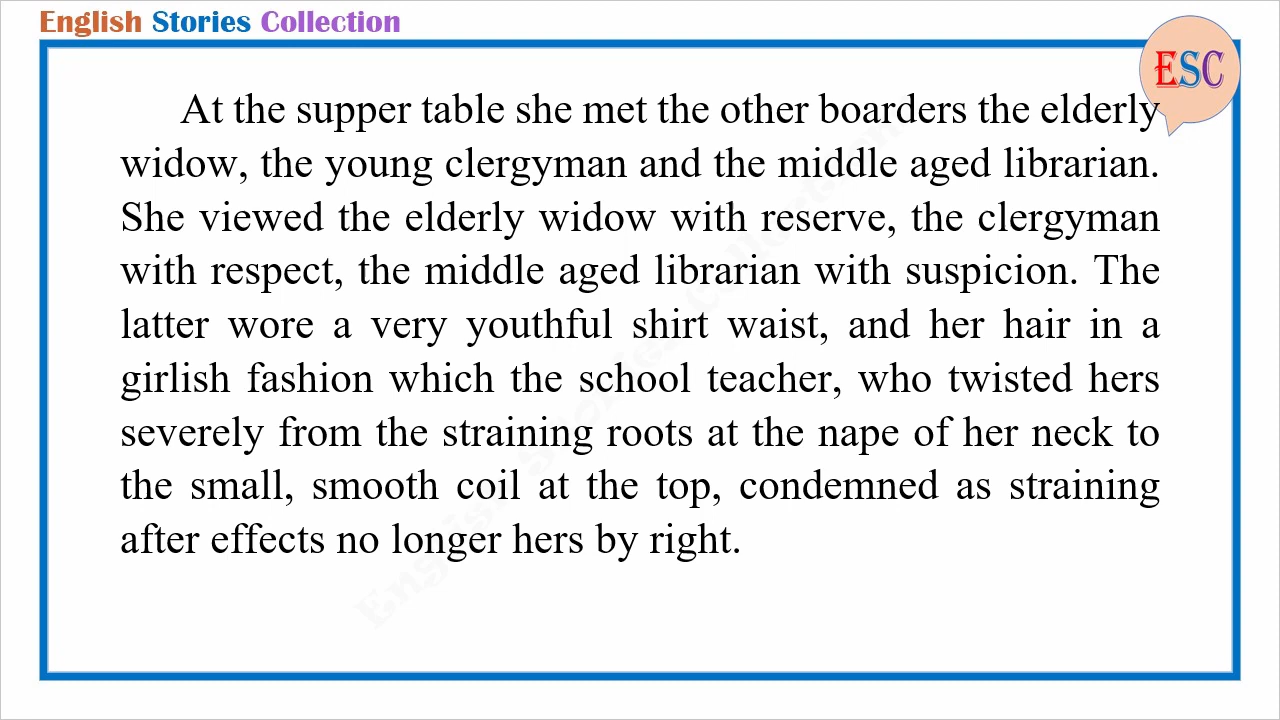 English Stories Collection
ESC
At the supper table she met the other boarders the elderly
widow, the young clergyman and the middle aged librarian.
She viewed the elderly widow with reserve, the clergyman
with respect, the middle aged librarian with suspicion. The
latter wore a very youthful shirt waist, and her hair in a
girlish fashion which the school teacher, who twisted hers
severely from the straining roots at the nape of her neck to
the small, smooth coil at the top, condemned as straining
after effects no longer hers by right.